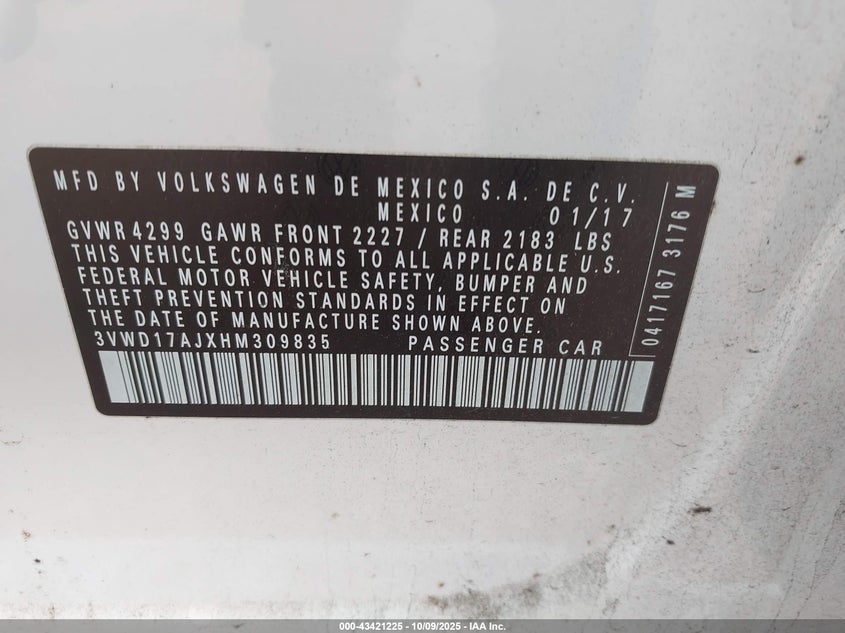 MFD BY VOLKSWAGEN DE MEXICO S.A. DE C.V.
MEXICO 01/17
GVWR 4299 GAWR FRONT 2227 / REAR 2183 LBS
THIS VEHICLE CONFORMS TO ALL APPLICABLE U.S.
FEDERAL MOTOR VEHICLE SAFETY, BUMPER AND
THEFT PREVENTION STANDARDS IN EFFECT ON
THE DATE OF MANUFACTURE SHOWN ABOVE.
3VWD17AJXHM309835 PASSENGER CAR
0417167 3176 M
000-43421225 - 10/09/2025 - IAA Inc.